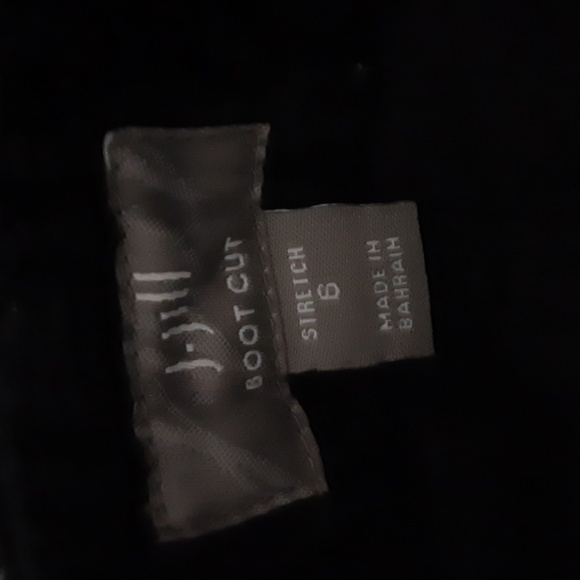 J.Jill
BOOT CUT
STRETCH
6
MADE IN
BAHRAIN